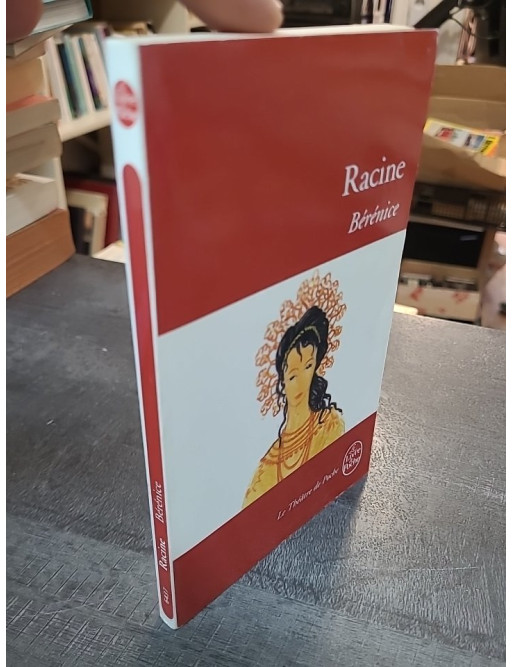 Racine
Bérénice
Le Livre de Poche
Le Théâtre de Poche
Racine Bérénice